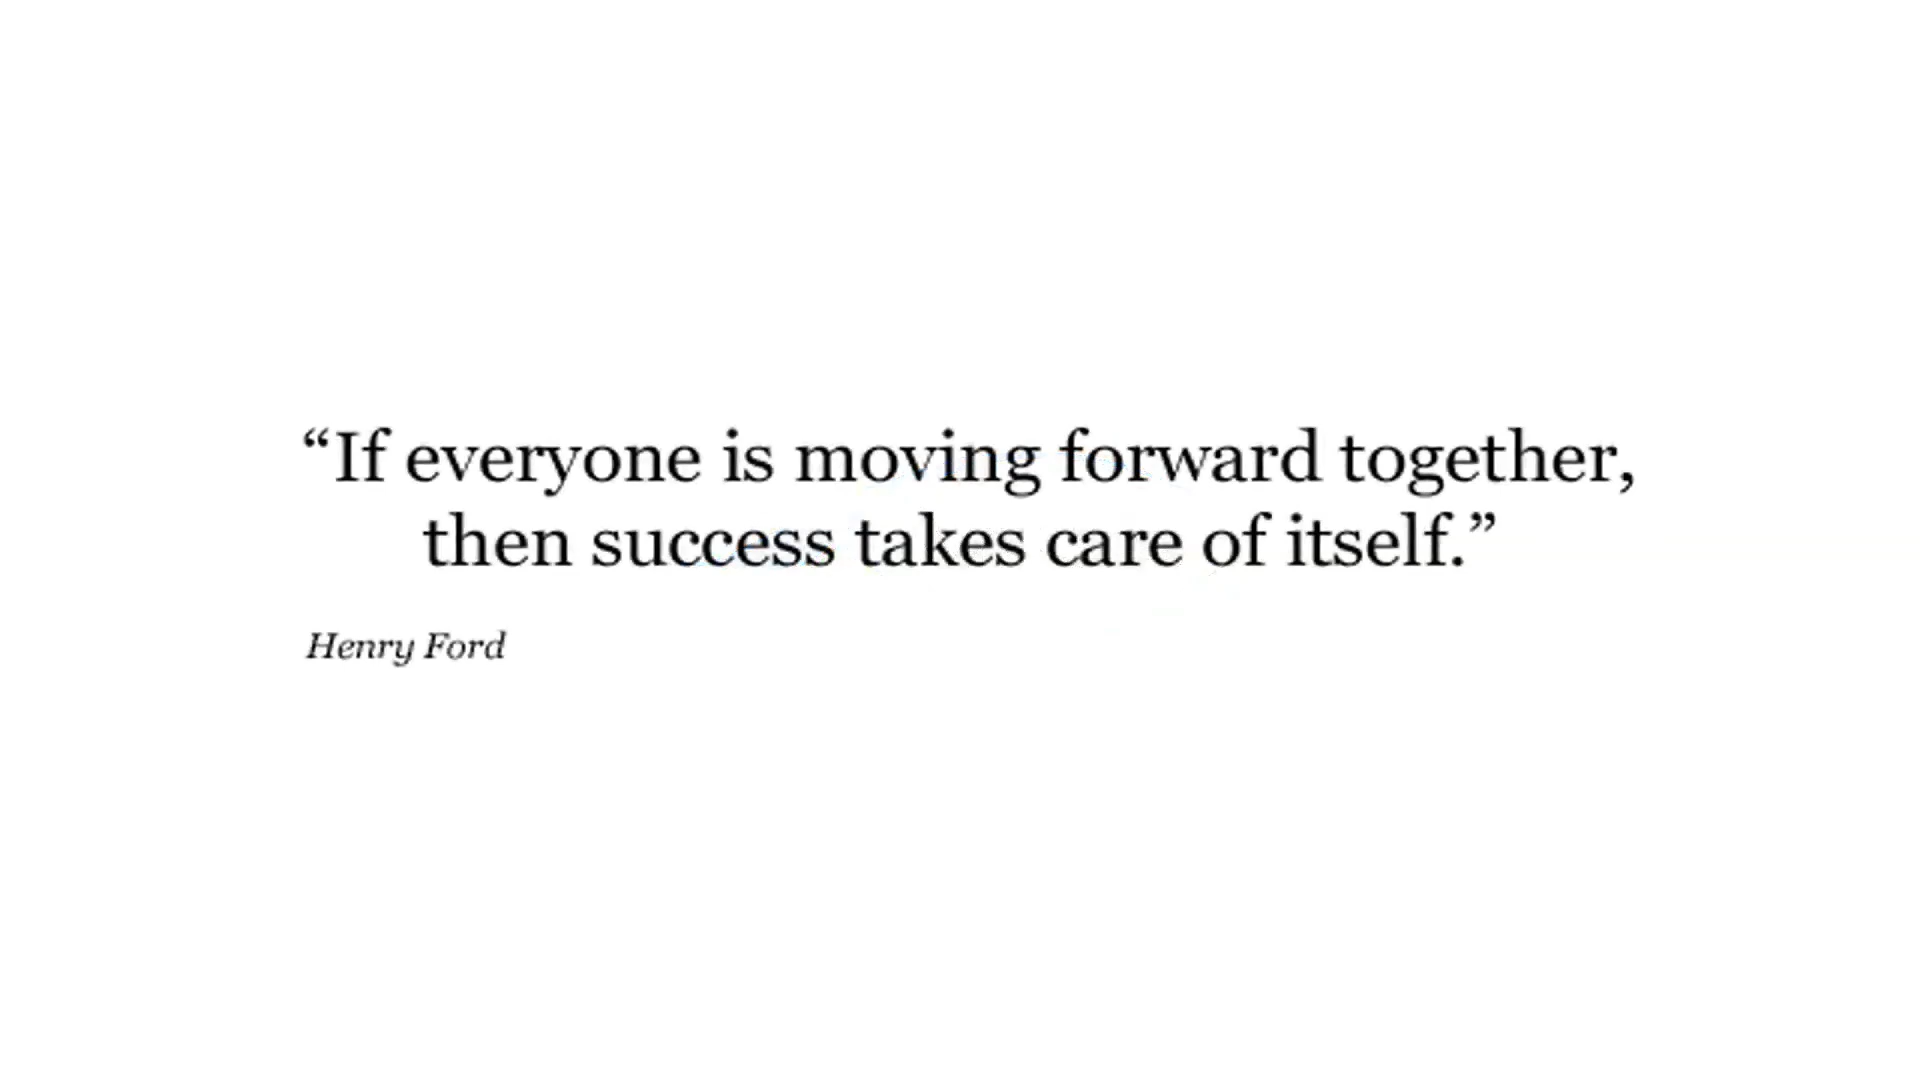 “If everyone is moving forward together,
then success takes care of itself.”
Henry Ford